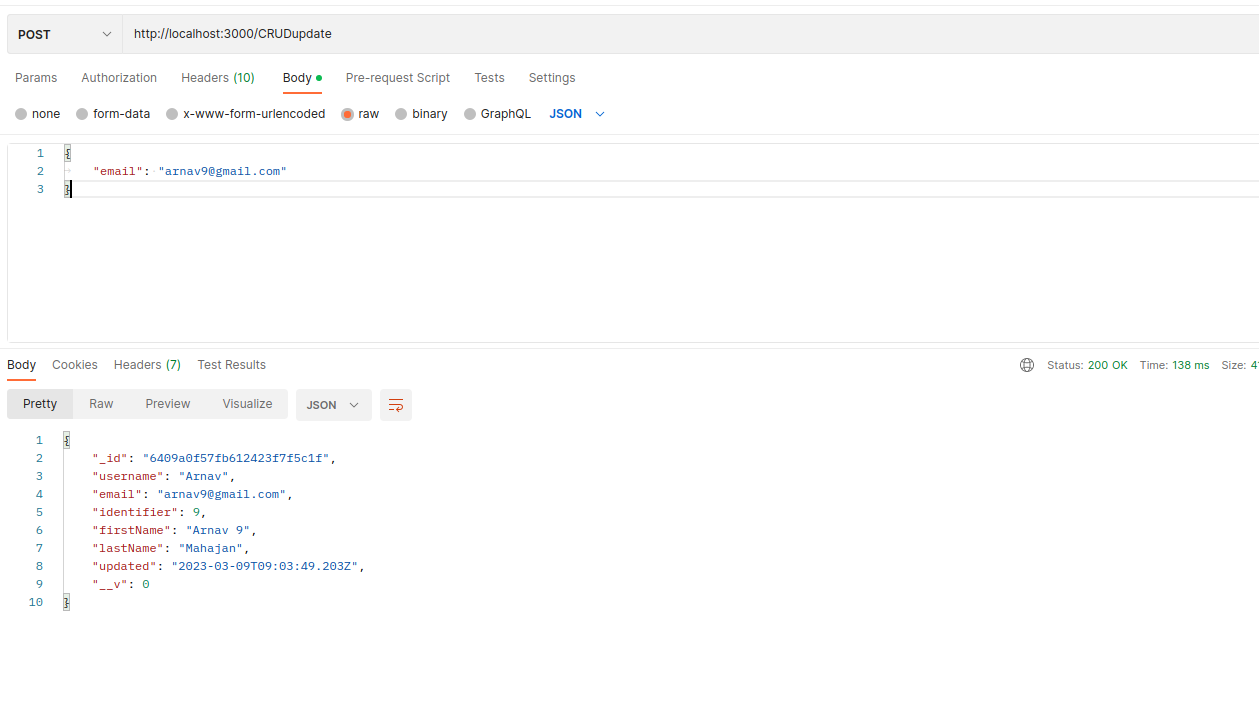 POST http://localhost:3000/CRUDupdate
Params Authorization Headers (10) Body Pre-request Script Tests Settings
none form-data x-www-form-urlencoded raw binary GraphQL JSON
1 {
2 "email": "arnav9@gmail.com"
3 }
Body Cookies Headers (7) Test Results Status: 200 OK Time: 138 ms Size:
Pretty Raw Preview Visualize JSON
1 {
2 "_id": "6409a0f57fb612423f7f5c1f",
3 "username": "Arnav",
4 "email": "arnav9@gmail.com",
5 "identifier": 9,
6 "firstName": "Arnav 9",
7 "lastName": "Mahajan",
8 "updated": "2023-03-09T09:03:49.203Z",
9 "__v": 0
10 }